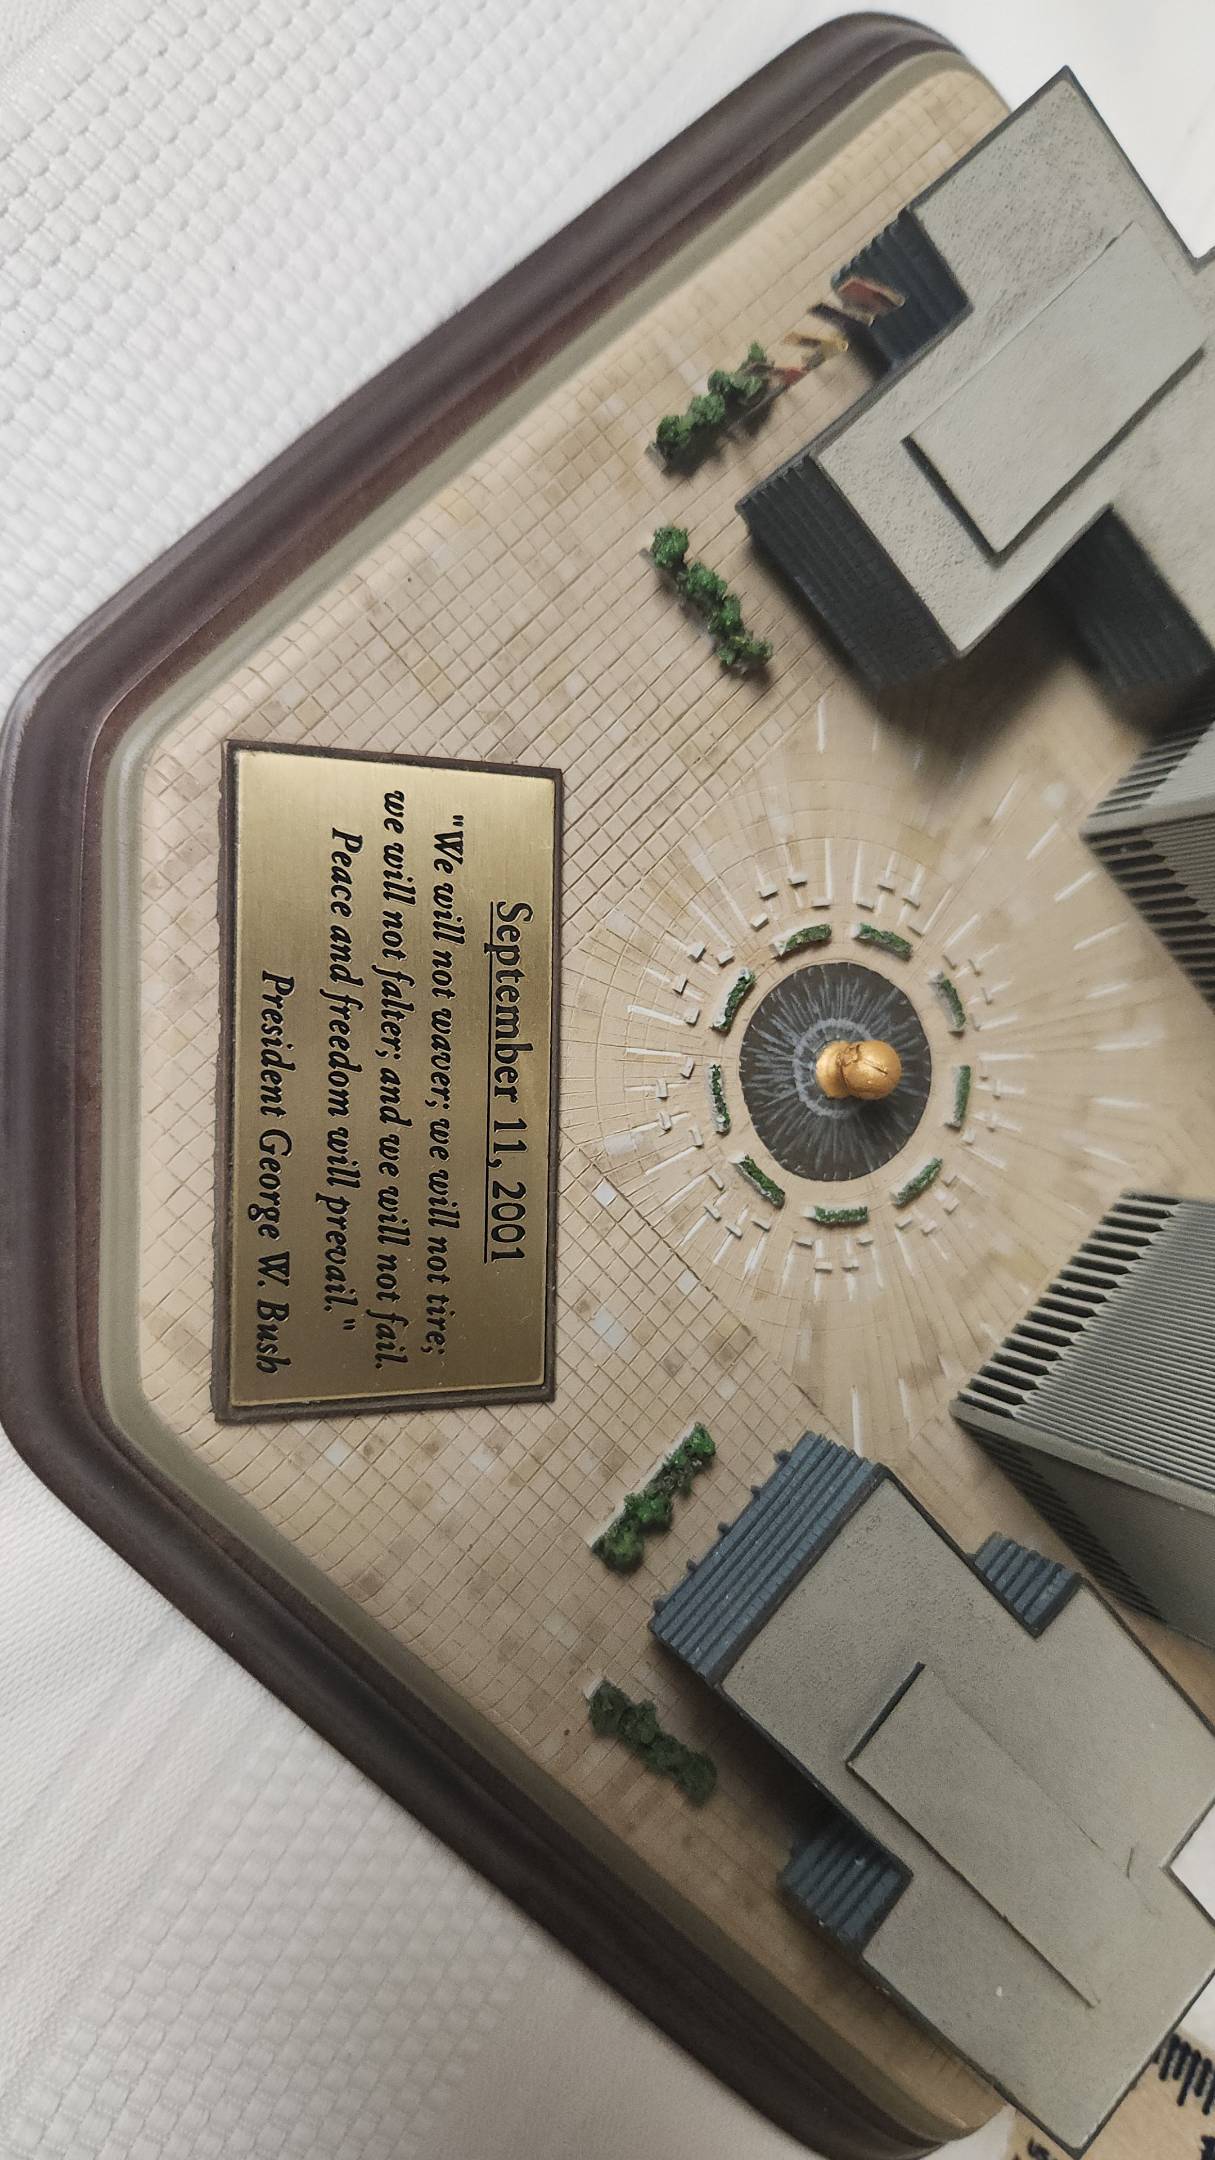 September 11, 2001
"We will not waver; we will not tire;
we will not falter; and we will not fail.
Peace and freedom will prevail."
President George W. Bush